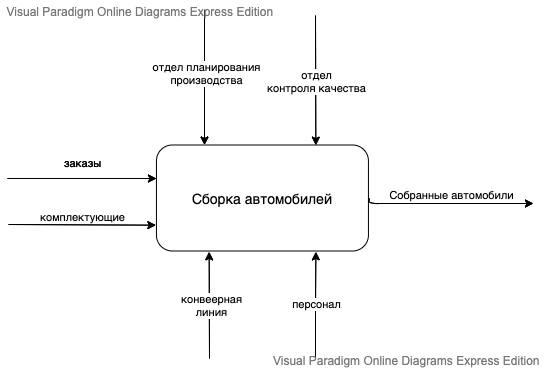 Visual Paradigm Online Diagrams Express Edition
отдел планирования
производства
отдел
контроля качества
заказы
комплектующие
Сборка автомобилей
Собранные автомобили
конвеерная
линия
персонал
Visual Paradigm Online Diagrams Express Edition